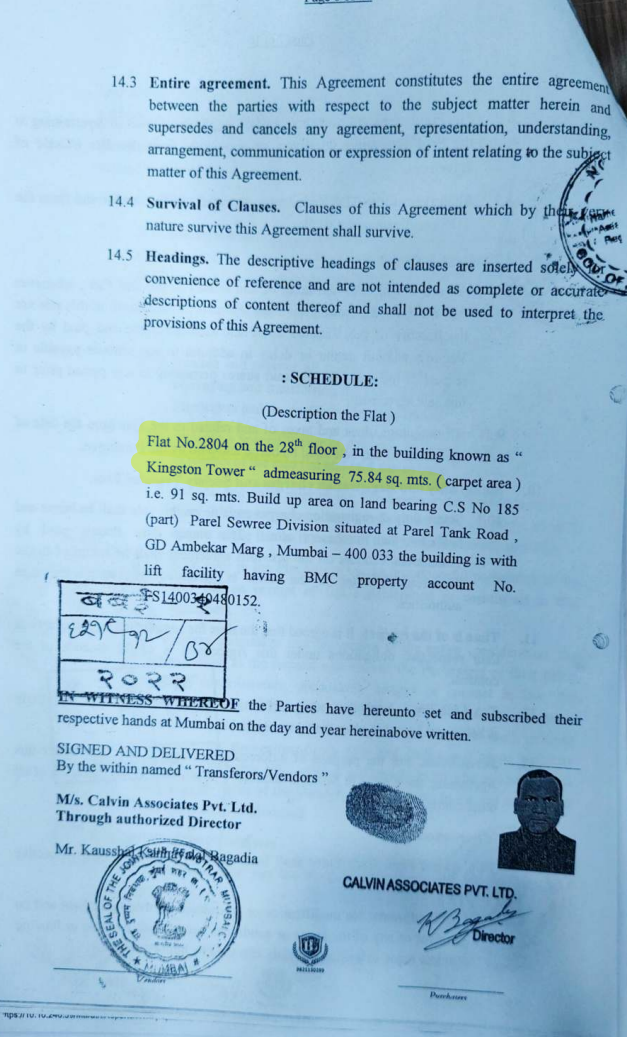 14.3 Entire agreement. This Agreement constitutes the entire agreement
between the parties with respect to the subject matter herein and
supersedes and cancels any agreement, representation, understanding,
arrangement, communication or expression of intent relating to the subject
matter of this Agreement.
14.4 Survival of Clauses. Clauses of this Agreement which by their
nature survive this Agreement shall survive.
14.5 Headings. The descriptive headings of clauses are inserted solely
convenience of reference and are not intended as complete or accurate
descriptions of content thereof and shall not be used to interpret the
provisions of this Agreement.
: SCHEDULE:
(Description the Flat )
Flat No.2804 on the 28th floor , in the building known as “
Kingston Tower “ admeasuring 75.84 sq. mts. ( carpet area )
i.e. 91 sq. mts. Build up area on land bearing C.S No 185
(part) Parel Sewree Division situated at Parel Tank Road ,
GD Ambekar Marg , Mumbai – 400 033 the building is with
lift facility having BMC property account No.
FS1400340480152.
२०२२
IN WITNESS WHEREOF the Parties have hereunto set and subscribed their
respective hands at Mumbai on the day and year hereinabove written.
SIGNED AND DELIVERED
By the within named “ Transferors/Vendors ”
M/s. Calvin Associates Pvt. Ltd.
Through authorized Director
Mr. Kausshal Bagadia
CALVIN ASSOCIATES PVT. LTD.
Director
THE SEAL OF THE JOINT
MUMBAI
Vendors
Purchasers